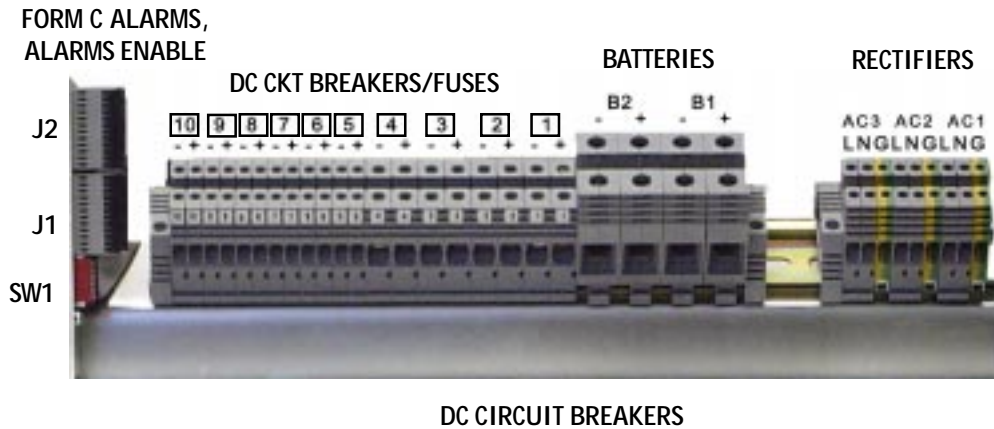 FORM C ALARMS,
ALARMS ENABLE
DC CKT BREAKERS/FUSES
BATTERIES
RECTIFIERS
B2 B1
- + - +
J2
10 9 8 7 6 5 4 3 2 1
- + - + - + - + - + - + - + - + - + - +
AC3 AC2 AC1
LNGLNGLNG
J1
SW1
DC CIRCUIT BREAKERS